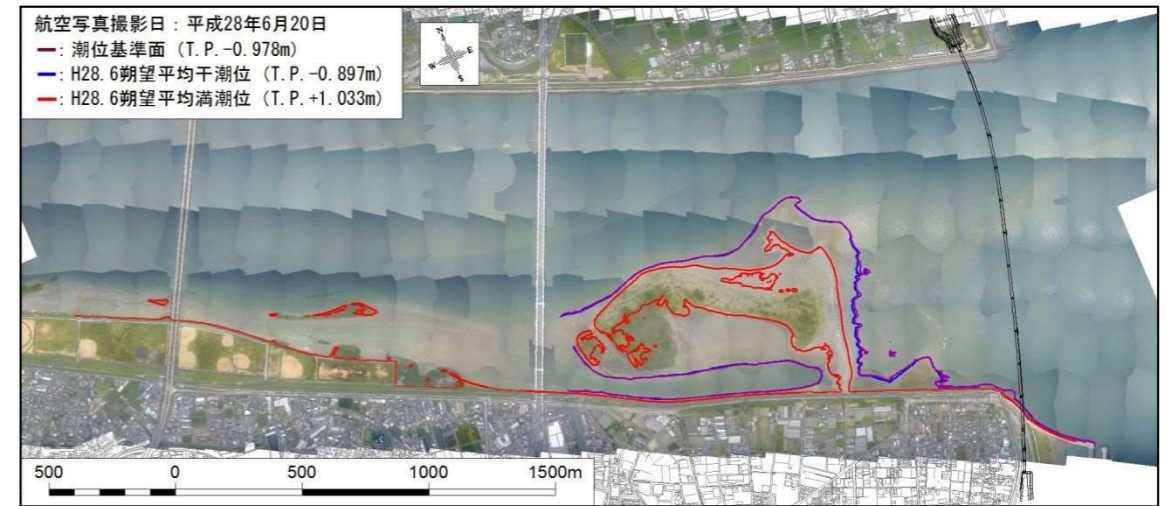 航空写真撮影日：平成28年6月20日
―：潮位基準面（T.P.-0.978m）
―：H28.6朔望平均干潮位（T.P.-0.897m）
―：H28.6朔望平均満潮位（T.P.+1.033m）
N
W E
S
500 0 500 1000 1500m